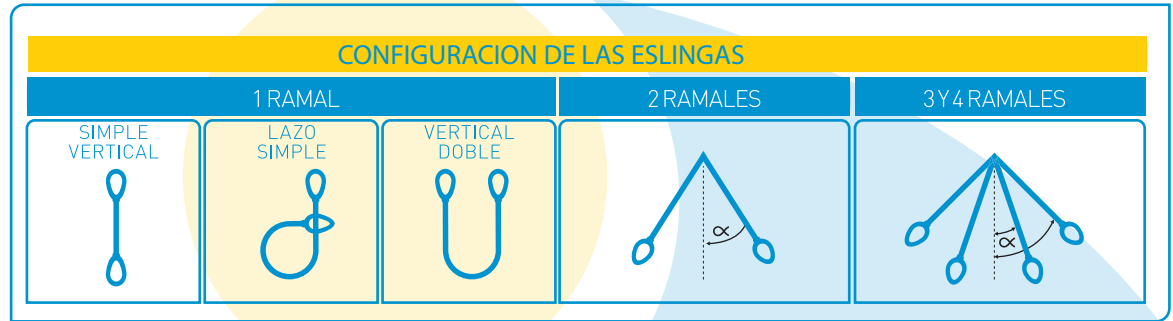 CONFIGURACION DE LAS ESLINGAS
1 RAMAL
2 RAMALES
3 Y 4 RAMALES
SIMPLE
VERTICAL
LAZO
SIMPLE
VERTICAL
DOBLE
α
α